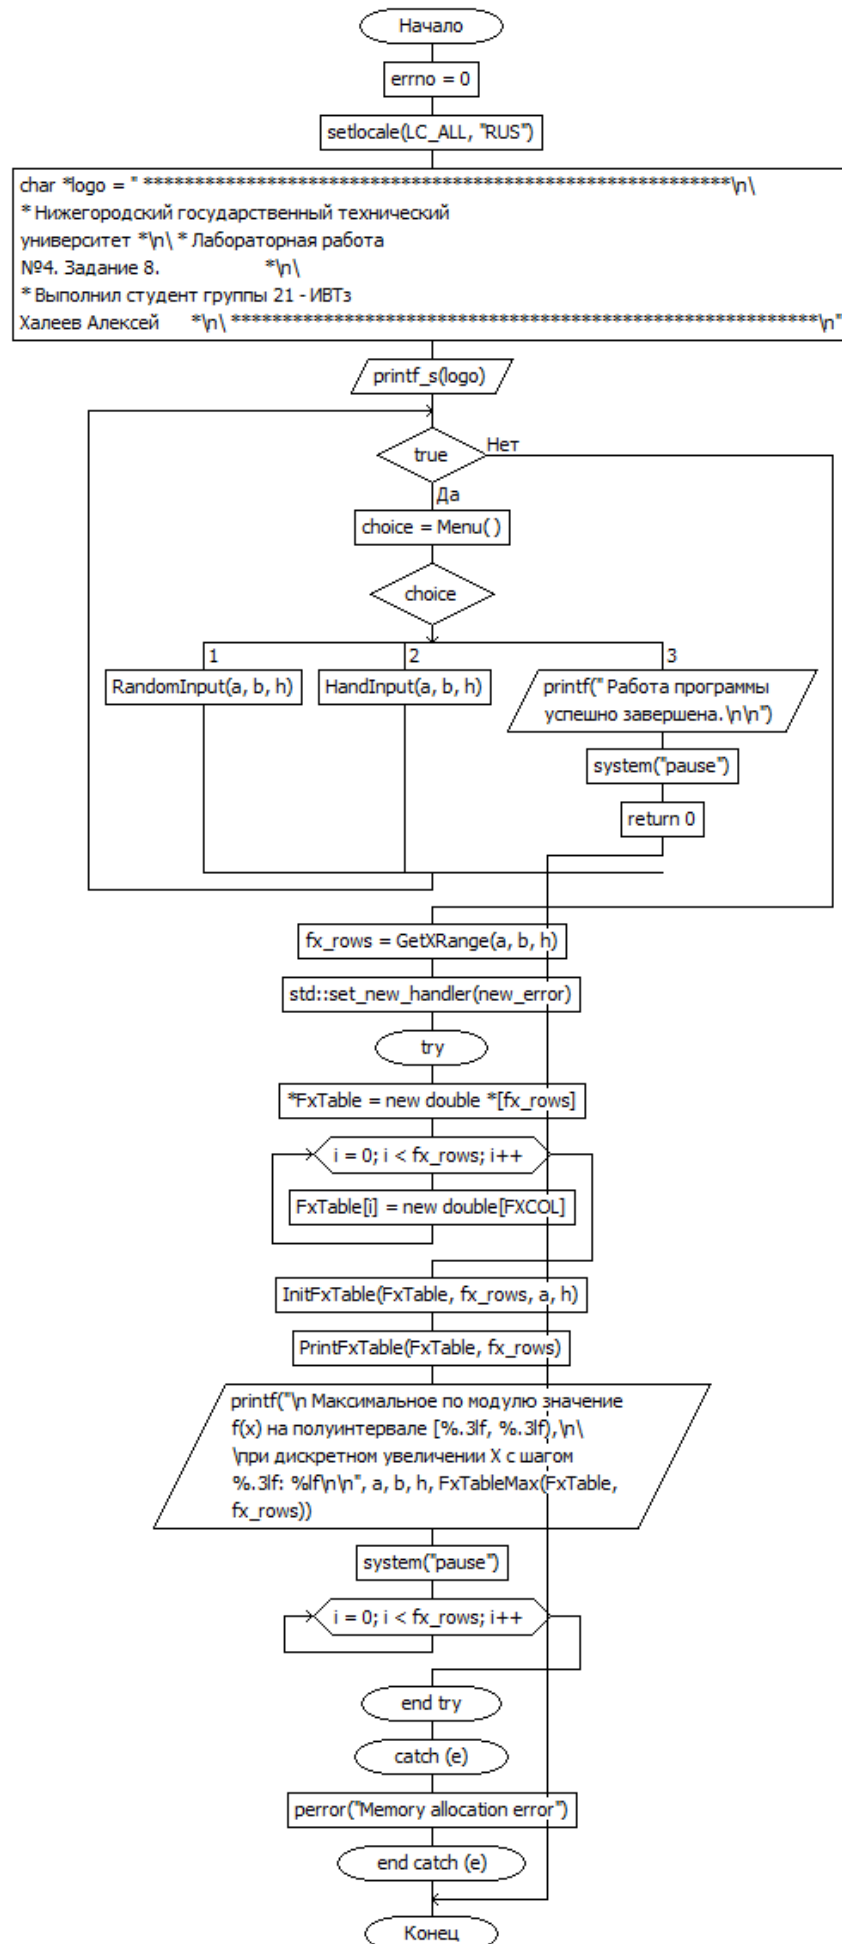 Начало
errno = 0
setlocale(LC_ALL, "RUS")
char *logo = " *********************************************************\n\
* Нижегородский государственный технический
университет *\n\ * Лабораторная работа
№4. Задание 8. *\n\
* Выполнил студент группы 21 - ИВТз
Халеев Алексей *\n\ *********************************************************\n"
printf_s(logo)
true
Нет
Да
choice = Menu( )
choice
1
2
3
RandomInput(a, b, h)
HandInput(a, b, h)
printf(" Работа программы
успешно завершена.\n\n")
system("pause")
return 0
fx_rows = GetXRange(a, b, h)
std::set_new_handler(new_error)
try
*FxTable = new double *[fx_rows]
i = 0; i < fx_rows; i++
FxTable[i] = new double[FXCOL]
InitFxTable(FxTable, fx_rows, a, h)
PrintFxTable(FxTable, fx_rows)
printf("\n Максимальное по модулю значение
f(x) на полуинтервале [%.3lf, %.3lf),\n\
\при дискретном увеличении X с шагом
%.3lf: %lf\n\n", a, b, h, FxTableMax(FxTable,
fx_rows))
system("pause")
i = 0; i < fx_rows; i++
end try
catch (e)
perror("Memory allocation error")
end catch (e)
Конец